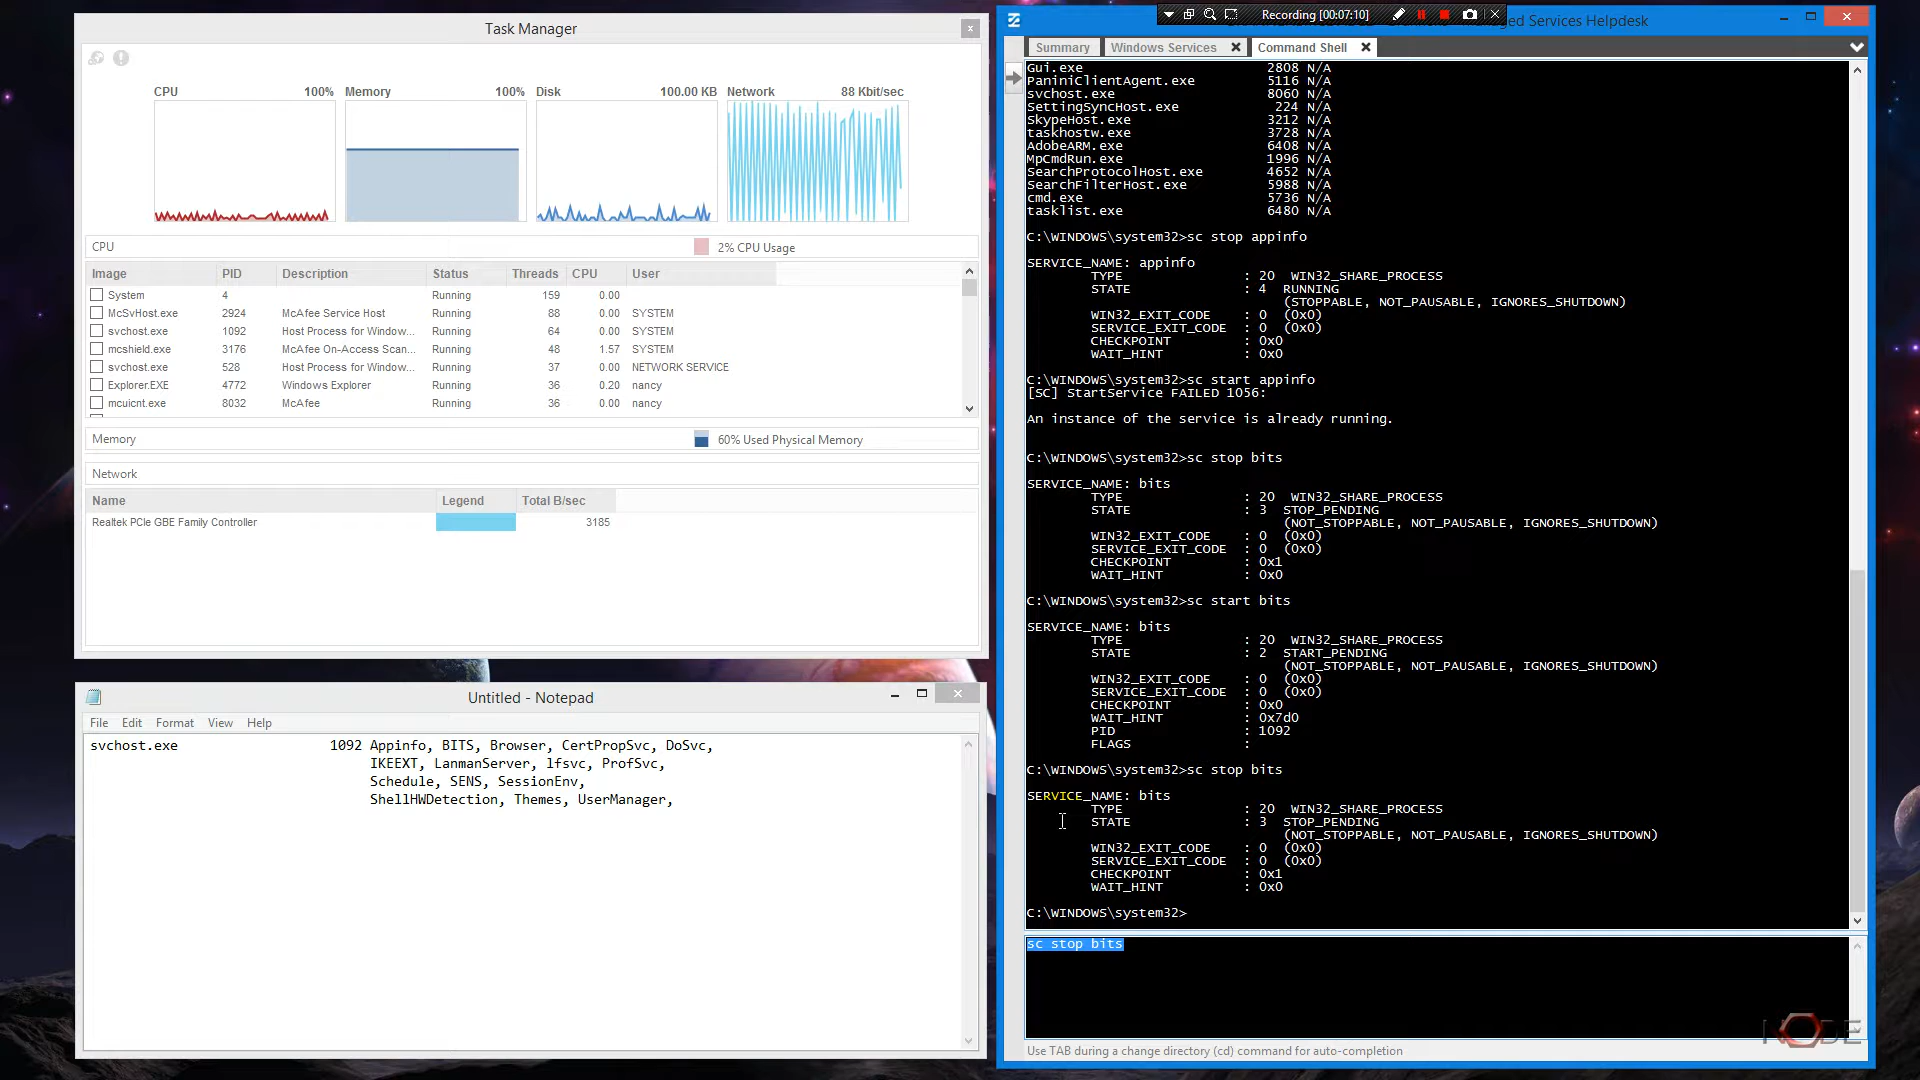 Task Manager
CPU 100% Memory 100% Disk 100.00 KB Network 88 Kbit/sec
CPU 2% CPU Usage
Image PID Description Status Threads CPU User
System 4 Running 159 0.00
McSvHost.exe 2924 McAfee Service Host Running 88 0.00 SYSTEM
svchost.exe 1092 Host Process for Window... Running 64 0.00 SYSTEM
mcshield.exe 3176 McAfee On-Access Scan... Running 48 1.57 SYSTEM
svchost.exe 528 Host Process for Window... Running 37 0.00 NETWORK SERVICE
Explorer.EXE 4772 Windows Explorer Running 36 0.20 nancy
mcuicnt.exe 8032 McAfee Running 36 0.00 nancy
Memory 60% Used Physical Memory
Network
Name Legend Total B/sec
Realtek PCIe GBE Family Controller 3185
Untitled - Notepad
File Edit Format View Help
svchost.exe 1092 Appinfo, BITS, Browser, CertPropSvc, DoSvc,
IKEEXT, LanmanServer, lfsvc, ProfSvc,
Schedule, SENS, SessionEnv,
ShellHWDetection, Themes, UserManager,
Recording [00:07:10]
Services Helpdesk
Summary Windows Services Command Shell
Gui.exe 2808 N/A
PaniniClientAgent.exe 5116 N/A
svchost.exe 8060 N/A
SettingSyncHost.exe 224 N/A
SkypeHost.exe 3212 N/A
taskhostw.exe 3728 N/A
AdobeARM.exe 6408 N/A
MpCmdRun.exe 1996 N/A
SearchProtocolHost.exe 4652 N/A
SearchFilterHost.exe 5988 N/A
cmd.exe 5736 N/A
tasklist.exe 6480 N/A
C:\WINDOWS\system32>sc stop appinfo
SERVICE_NAME: appinfo
TYPE : 20 WIN32_SHARE_PROCESS
STATE : 4 RUNNING
(STOPPABLE, NOT_PAUSABLE, IGNORES_SHUTDOWN)
WIN32_EXIT_CODE : 0 (0x0)
SERVICE_EXIT_CODE : 0 (0x0)
CHECKPOINT : 0x0
WAIT_HINT : 0x0
C:\WINDOWS\system32>sc start appinfo
[SC] StartService FAILED 1056:
An instance of the service is already running.
C:\WINDOWS\system32>sc stop bits
SERVICE_NAME: bits
TYPE : 20 WIN32_SHARE_PROCESS
STATE : 3 STOP_PENDING
(NOT_STOPPABLE, NOT_PAUSABLE, IGNORES_SHUTDOWN)
WIN32_EXIT_CODE : 0 (0x0)
SERVICE_EXIT_CODE : 0 (0x0)
CHECKPOINT : 0x1
WAIT_HINT : 0x0
C:\WINDOWS\system32>sc start bits
SERVICE_NAME: bits
TYPE : 20 WIN32_SHARE_PROCESS
STATE : 2 START_PENDING
(NOT_STOPPABLE, NOT_PAUSABLE, IGNORES_SHUTDOWN)
WIN32_EXIT_CODE : 0 (0x0)
SERVICE_EXIT_CODE : 0 (0x0)
CHECKPOINT : 0x0
WAIT_HINT : 0x7d0
PID : 1092
FLAGS :
C:\WINDOWS\system32>sc stop bits
SERVICE_NAME: bits
TYPE : 20 WIN32_SHARE_PROCESS
STATE : 3 STOP_PENDING
(NOT_STOPPABLE, NOT_PAUSABLE, IGNORES_SHUTDOWN)
WIN32_EXIT_CODE : 0 (0x0)
SERVICE_EXIT_CODE : 0 (0x0)
CHECKPOINT : 0x1
WAIT_HINT : 0x0
C:\WINDOWS\system32>
sc stop bits
NODE
Use TAB during a change directory (cd) command for auto-completion